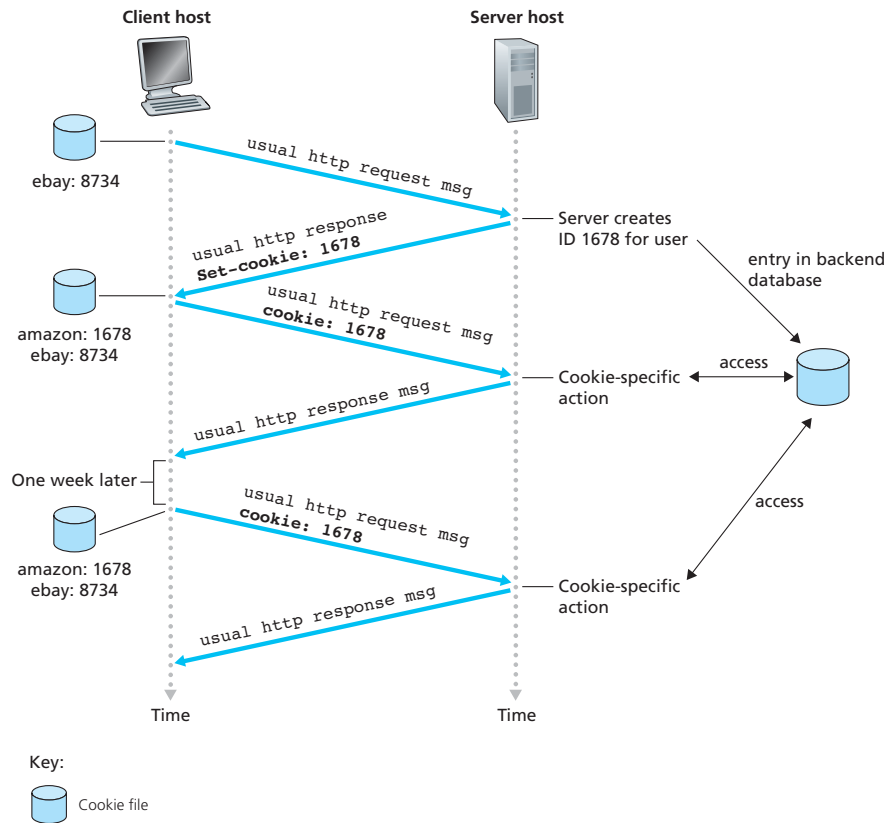 Client host
Server host
usual http request msg
ebay: 8734
Server creates
ID 1678 for user
entry in backend
database
usual http response
Set-cookie: 1678
usual http request msg
cookie: 1678
amazon: 1678
ebay: 8734
Cookie-specific
action
access
usual http response msg
One week later
usual http request msg
cookie: 1678
access
amazon: 1678
ebay: 8734
Cookie-specific
action
usual http response msg
Time
Time
Key:
Cookie file